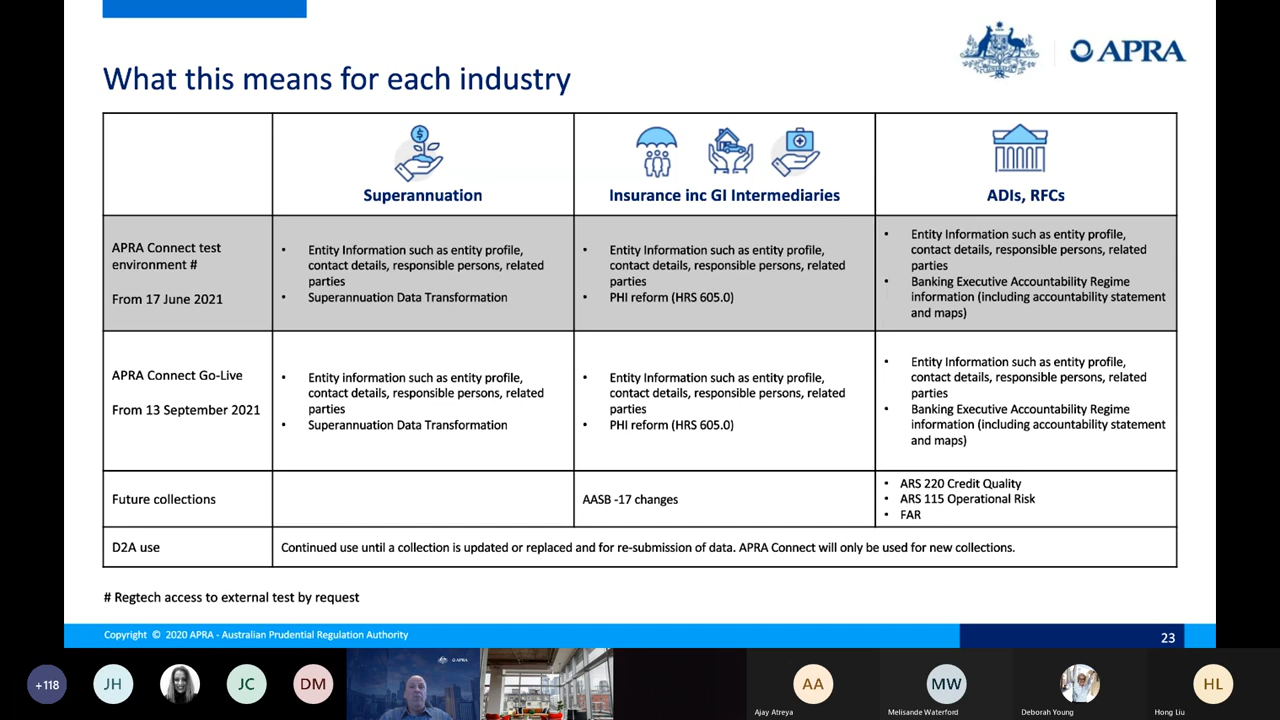 APRA
What this means for each industry
Superannuation
Insurance inc GI Intermediaries
ADIs, RFCs
APRA Connect test
environment #
From 17 June 2021
• Entity Information such as entity profile,
contact details, responsible persons, related
parties
• Superannuation Data Transformation
• Entity Information such as entity profile,
contact details, responsible persons, related
parties
• PHI reform (HRS 605.0)
• Entity Information such as entity profile,
contact details, responsible persons, related
parties
• Banking Executive Accountability Regime
information (including accountability statement
and maps)
APRA Connect Go-Live
From 13 September 2021
• Entity information such as entity profile,
contact details, responsible persons, related
parties
• Superannuation Data Transformation
• Entity Information such as entity profile,
contact details, responsible persons, related
parties
• PHI reform (HRS 605.0)
• Entity Information such as entity profile,
contact details, responsible persons, related
parties
• Banking Executive Accountability Regime
information (including accountability statement
and maps)
Future collections
AASB -17 changes
• ARS 220 Credit Quality
• ARS 115 Operational Risk
• FAR
D2A use
Continued use until a collection is updated or replaced and for re-submission of data. APRA Connect will only be used for new collections.
# Regtech access to external test by request
Copyright © 2020 APRA - Australian Prudential Regulation Authority
23
+118
JH
JC
DM
APRA
AA
MW
HL
Ajay Atreya
Melisande Waterford
Deborah Young
Hong Liu